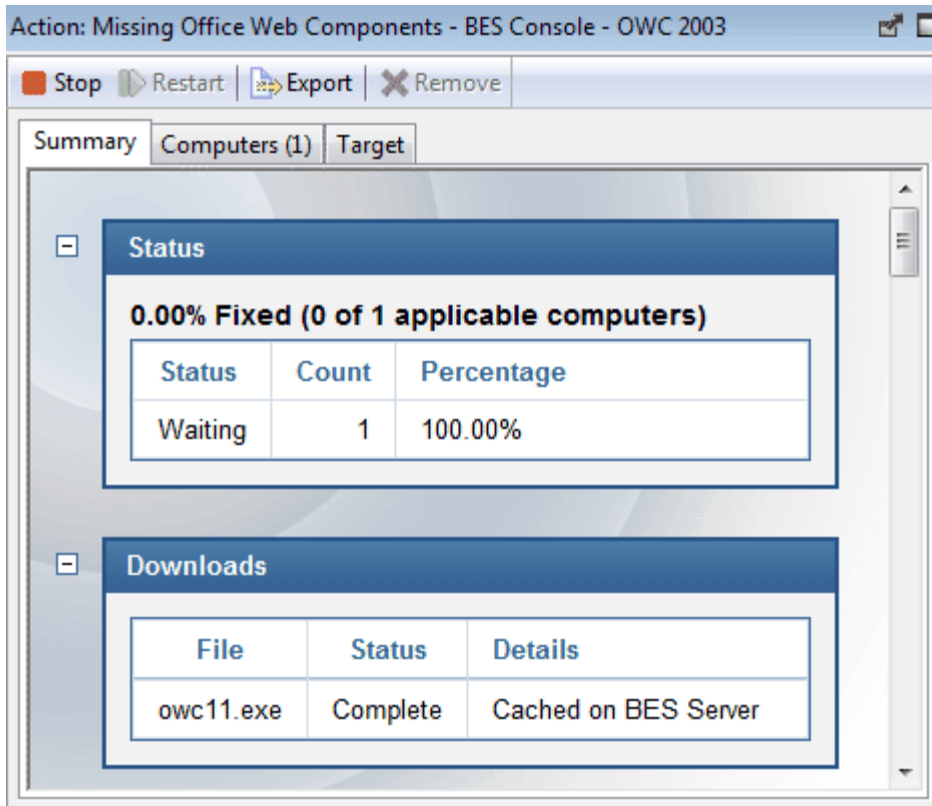 Action: Missing Office Web Components - BES Console - OWC 2003
Stop Restart Export Remove
Summary Computers (1) Target
Status
0.00% Fixed (0 of 1 applicable computers)
Status Count Percentage
Waiting 1 100.00%
Downloads
File Status Details
owc11.exe Complete Cached on BES Server